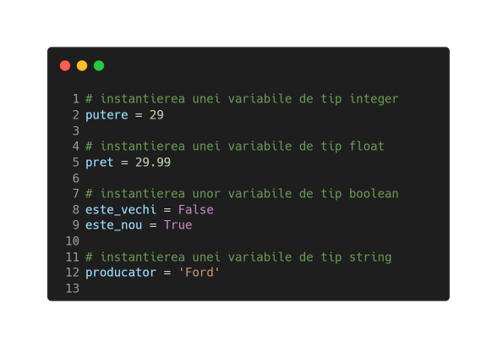 1 # instantierea unei variabile de tip integer
2 putere = 29
3
4 # instantierea unei variabile de tip float
5 pret = 29.99
6
7 # instantierea unor variabile de tip boolean
8 este_vechi = False
9 este_nou = True
10
11 # instantierea unei variabile de tip string
12 producator = 'Ford'
13